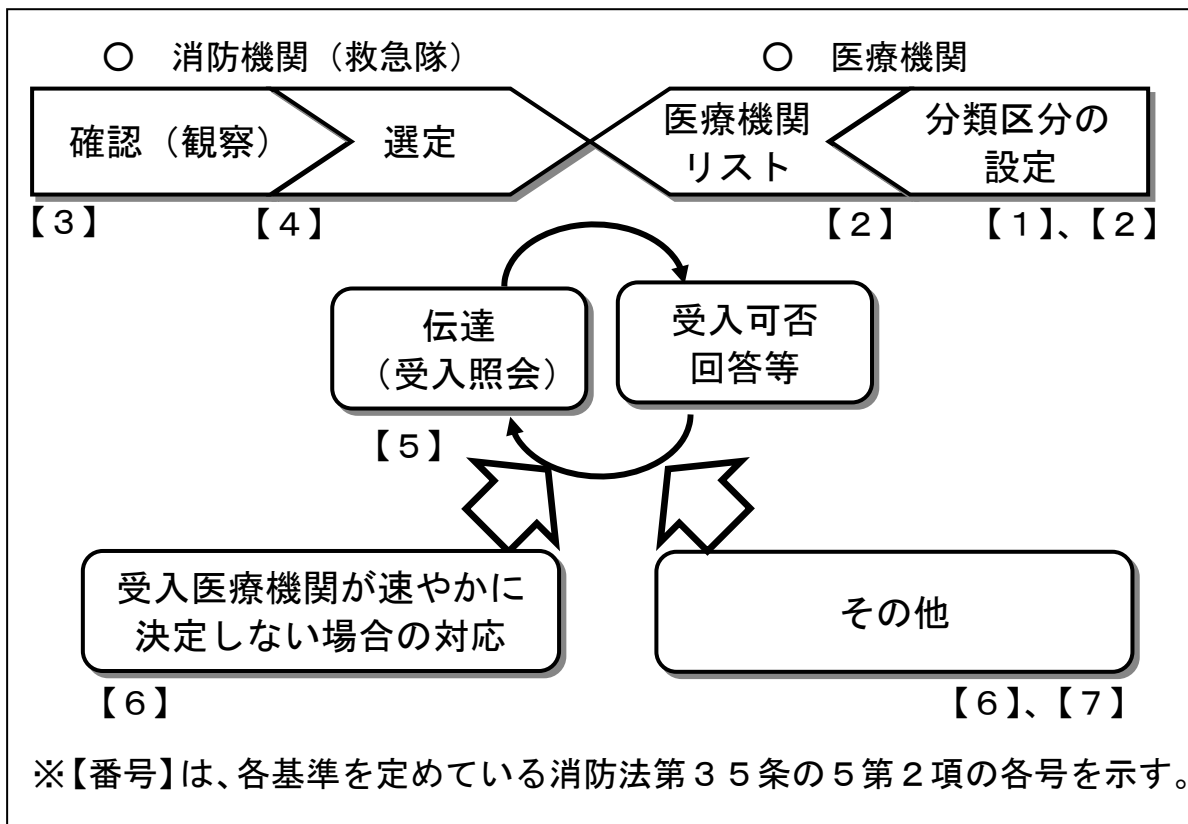 ○ 消防機関（救急隊）
○ 医療機関
確認（観察）
選定
医療機関
リスト
分類区分の
設定
【３】
【４】
【２】
【１】、【２】
伝達
（受入照会）
受入可否
回答等
【５】
受入医療機関が速やかに
決定しない場合の対応
その他
【６】
【６】、【７】
※【番号】は、各基準を定めている消防法第３５条の５第２項の各号を示す。